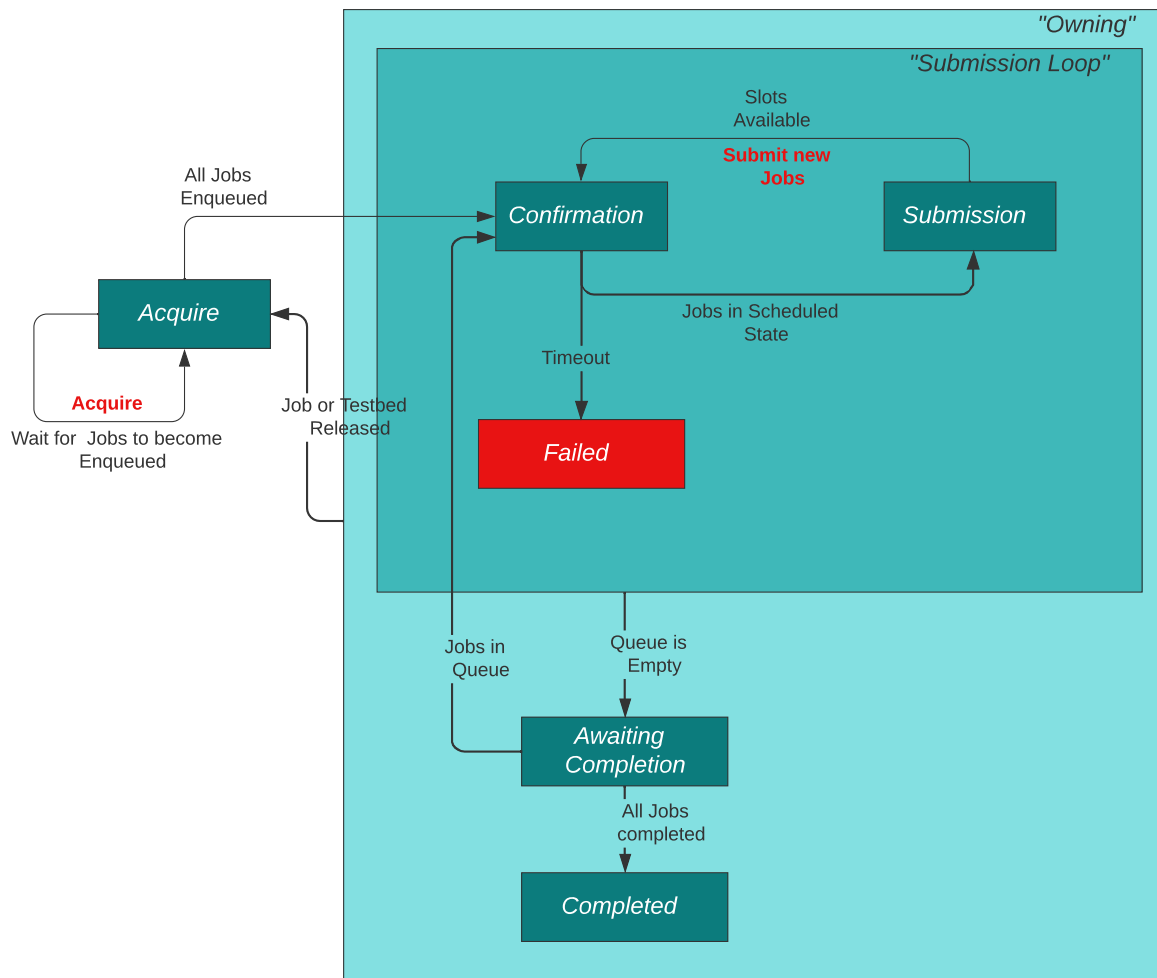 "Owning"
"Submission Loop"
Slots
Available
Submit new
Jobs
All Jobs
Enqueued
Confirmation
Submission
Acquire
Jobs in Scheduled
State
Timeout
Acquire
Job or Testbed
Released
Wait for  Jobs to become
Enqueued
Failed
Jobs in
Queue
Queue is
Empty
Awaiting
Completion
All Jobs
completed
Completed